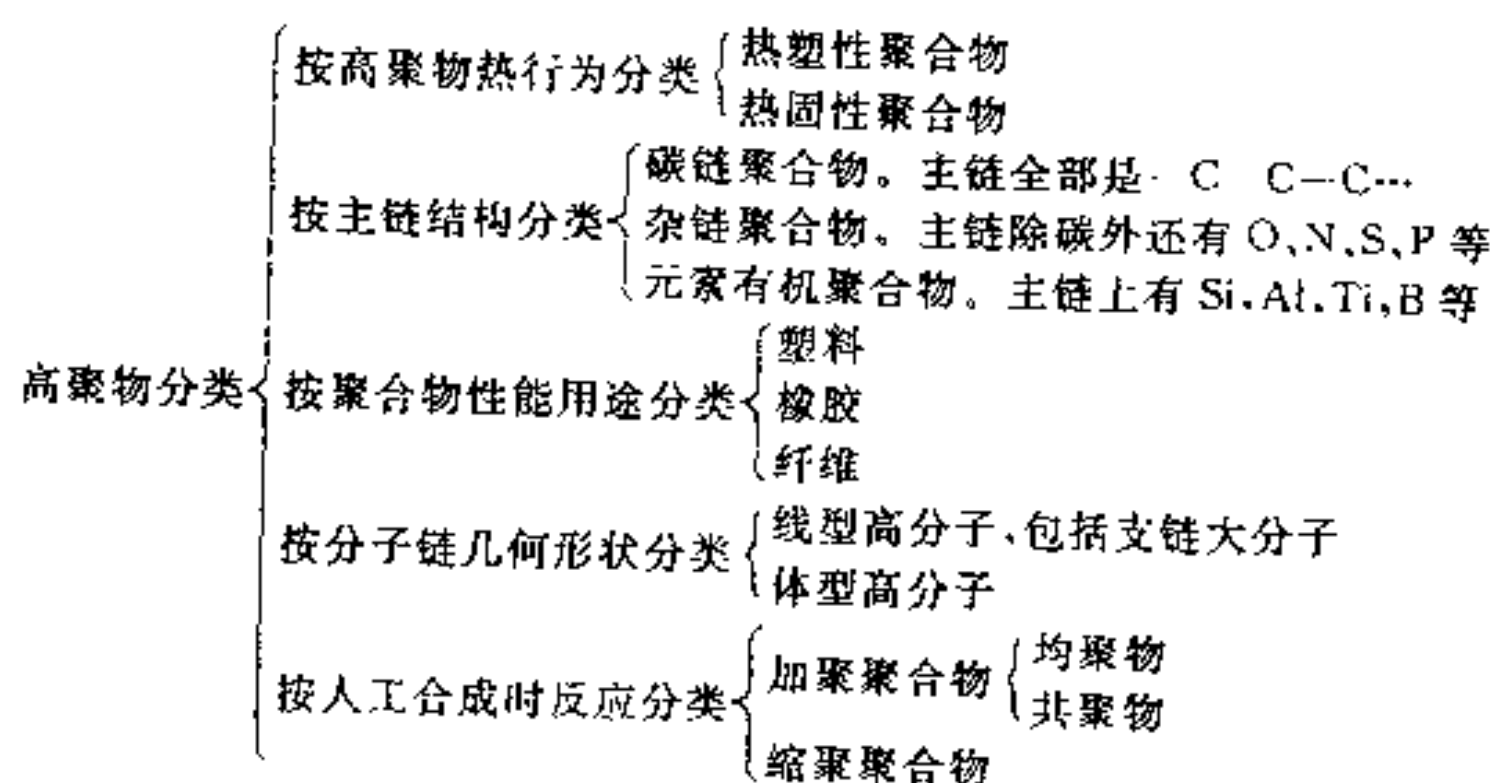 按高聚物热行为分类
热塑性聚合物
热固性聚合物
按主链结构分类
碳链聚合物。主链全部是- C C—C…
杂链聚合物。主链除碳外还有 O、N、S、P 等
元素有机聚合物。主链上有 Si、Al、Ti、B 等
高聚物分类
按聚合物性能用途分类
塑料
橡胶
纤维
按分子链几何形状分类
线型高分子、包括支链大分子
体型高分子
按人工合成时反应分类
加聚聚合物
均聚物
共聚物
缩聚聚合物